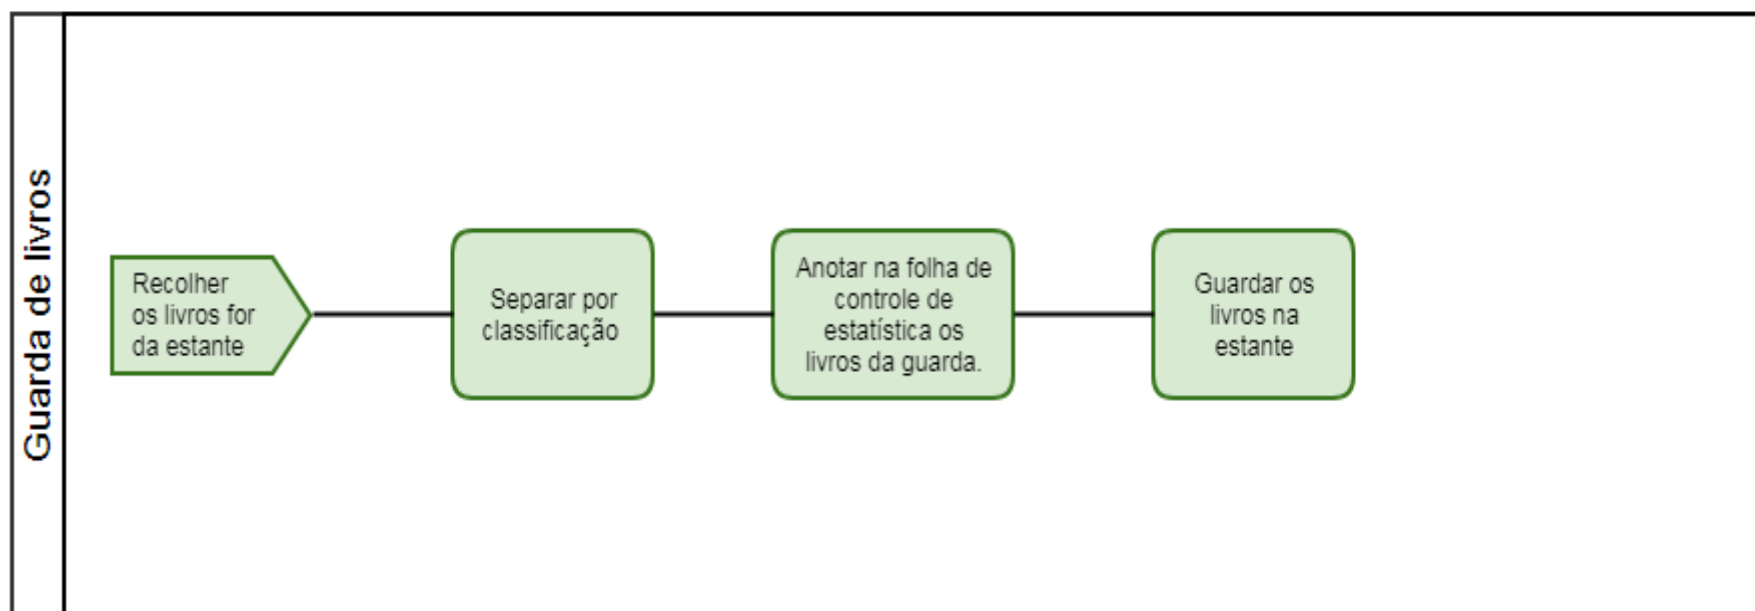 Guarda de livros
Recolher
os livros for
da estante
Separar por
classificação
Anotar na folha de
controle de
estatística os
livros da guarda.
Guardar os
livros na
estante